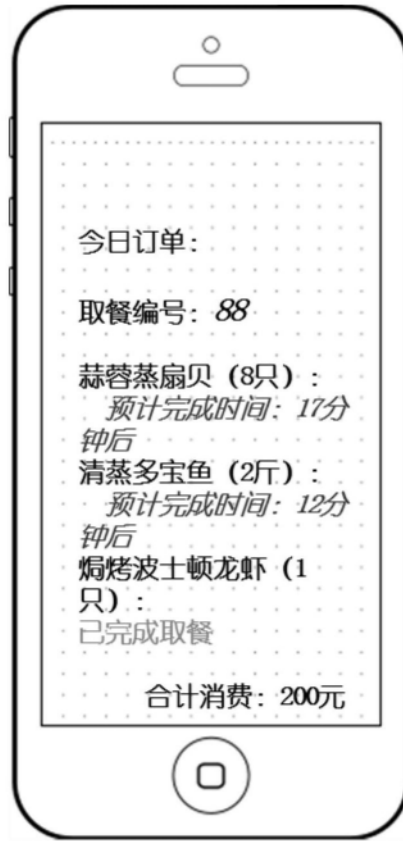 今日订单：
取餐编号：88
蒜蓉蒸扇贝（8只）：
预计完成时间：17分
钟后
清蒸多宝鱼（2斤）：
预计完成时间：12分
钟后
焗烤波士顿龙虾（1
只）：
已完成取餐
合计消费：200元